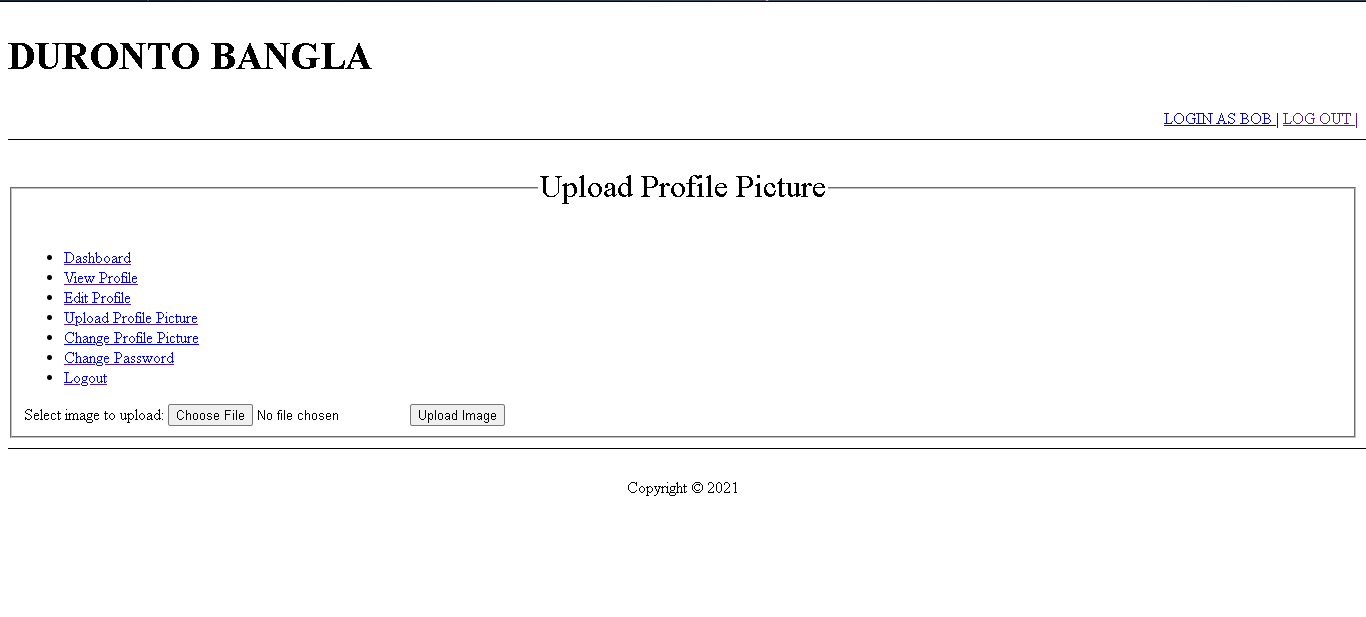 DURONTO BANGLA
LOGIN AS BOB | LOG OUT |
Upload Profile Picture
Dashboard
View Profile
Edit Profile
Upload Profile Picture
Change Profile Picture
Change Password
Logout
Select image to upload: Choose File No file chosen Upload Image
Copyright © 2021